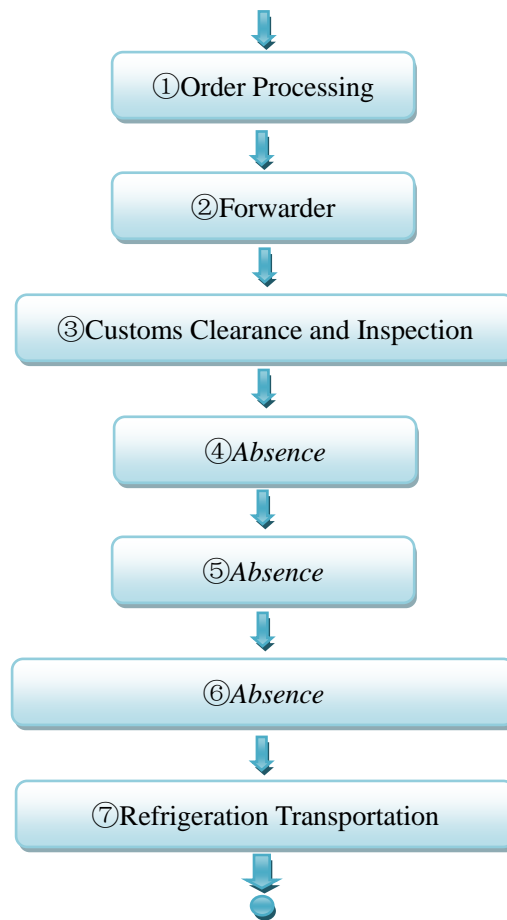 ①Order Processing
②Forwarder
③Customs Clearance and Inspection
④Absence
⑤Absence
⑥Absence
⑦Refrigeration Transportation